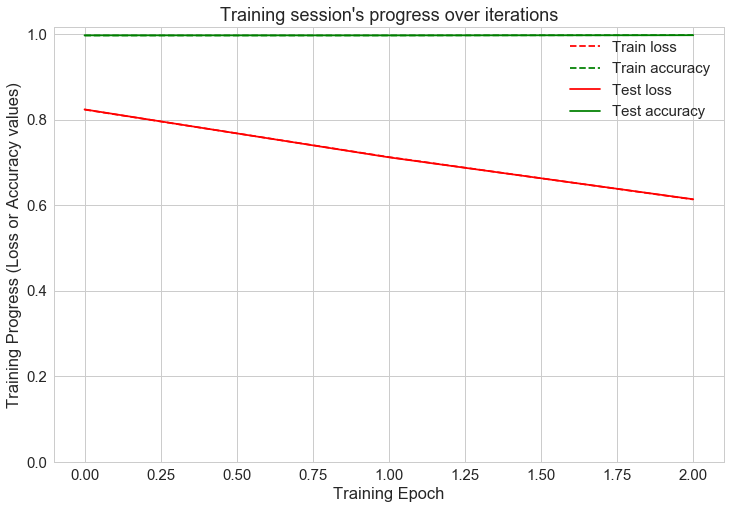 Training session's progress over iterations
1.0
0.8
0.6
0.4
0.2
0.0
Training Progress (Loss or Accuracy values)
Train loss
Train accuracy
Test loss
Test accuracy
0.00 0.25 0.50 0.75 1.00 1.25 1.50 1.75 2.00
Training Epoch